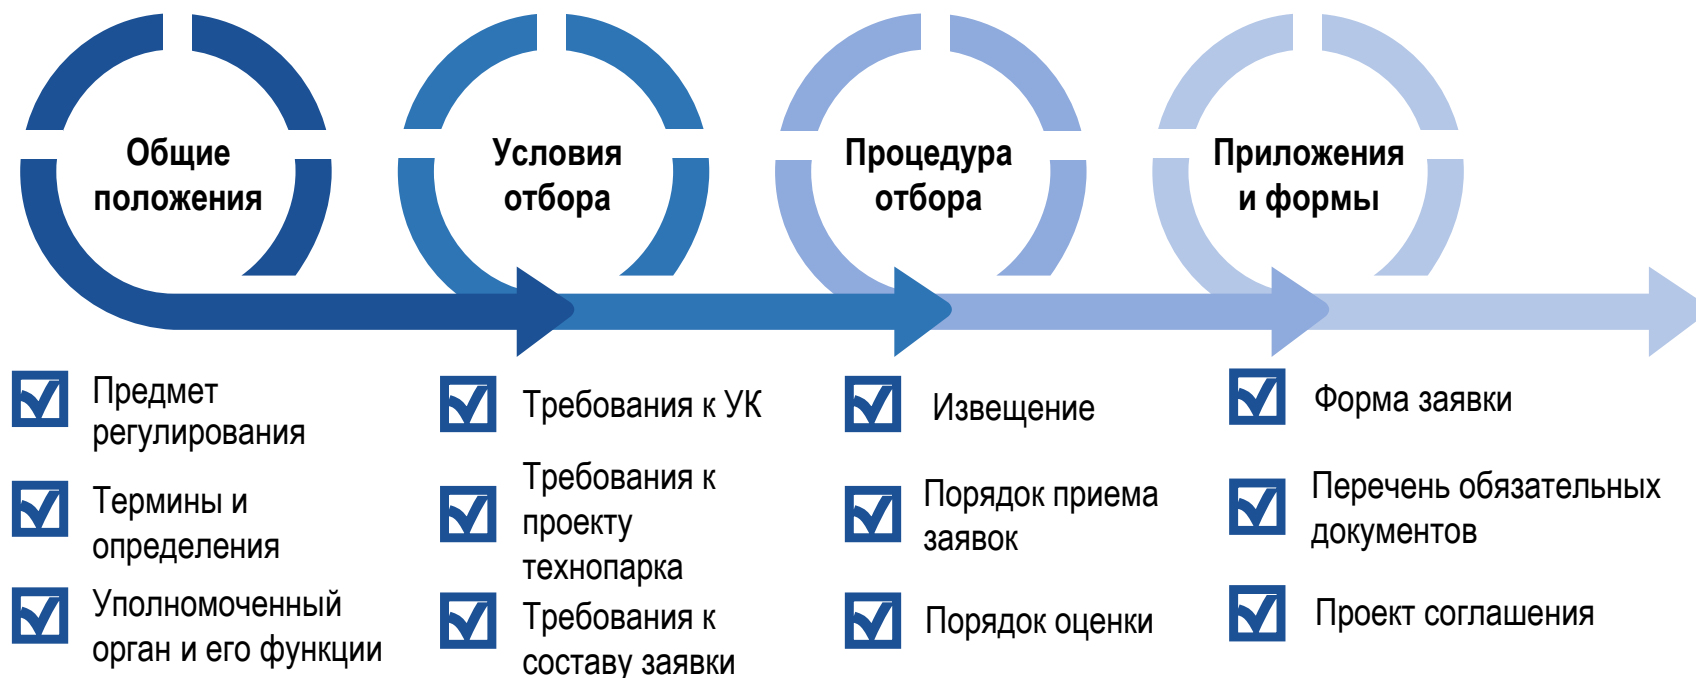 Общие
положения
Условия
отбора
Процедура
отбора
Приложения
и формы
Предмет
регулирования
Термины и
определения
Уполномоченный
орган и его функции
Требования к УК
Требования к
проекту
технопарка
Требования к
составу заявки
Извещение
Порядок приема
заявок
Порядок оценки
Форма заявки
Перечень обязательных
документов
Проект соглашения